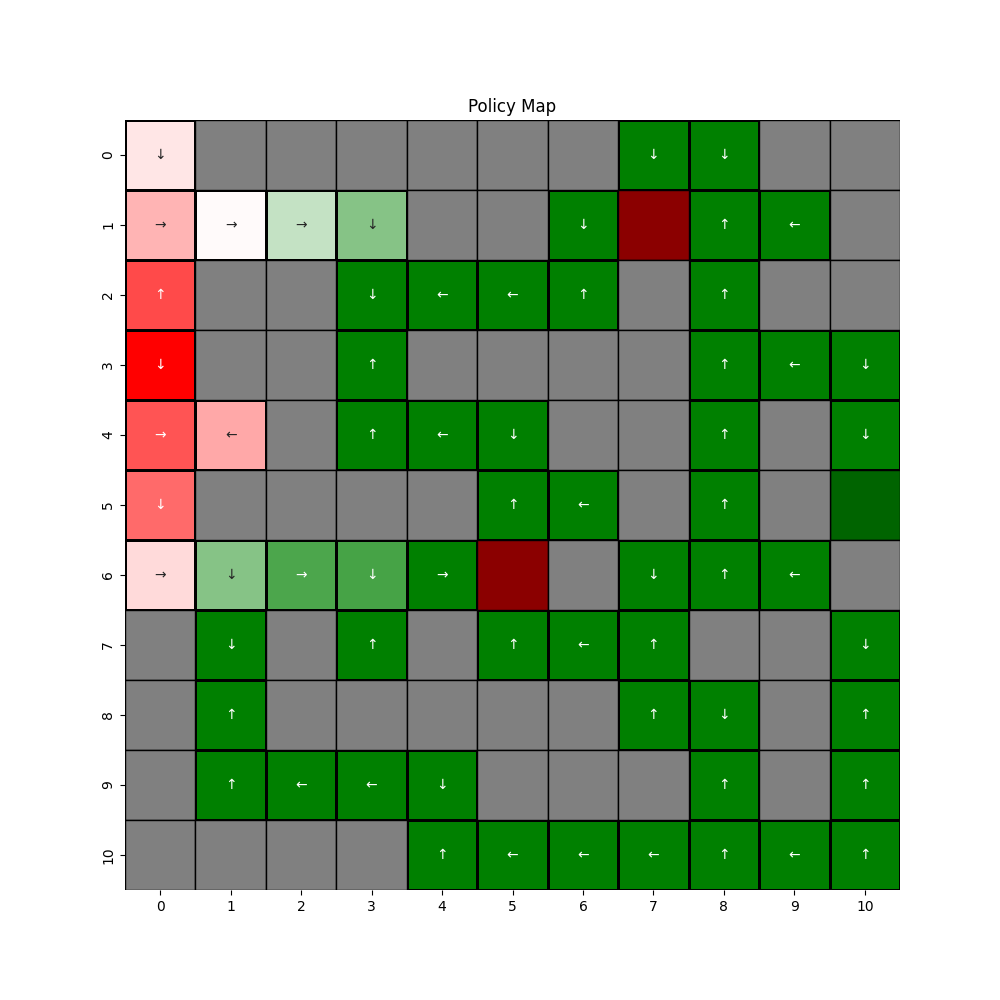 Policy Map
0 ↓ ↓ ↓
1 → → → ↓ ↓ ↑ ←
2 ↑ ↓ ← ← ↑ ↑
3 ↓ ↑ ↑ ← ↓
4 → ← ↑ ← ↓ ↑ ↓
5 ↓ ↑ ← ↑
6 → ↓ → ↓ → ↓ ↑ ←
7 ↓ ↑ ↑ ← ↑ ↓
8 ↑ ↑ ↓ ↑
9 ↑ ← ← ↓ ↑ ↑
10 ↑ ← ← ← ↑ ← ↑
0 1 2 3 4 5 6 7 8 9 10